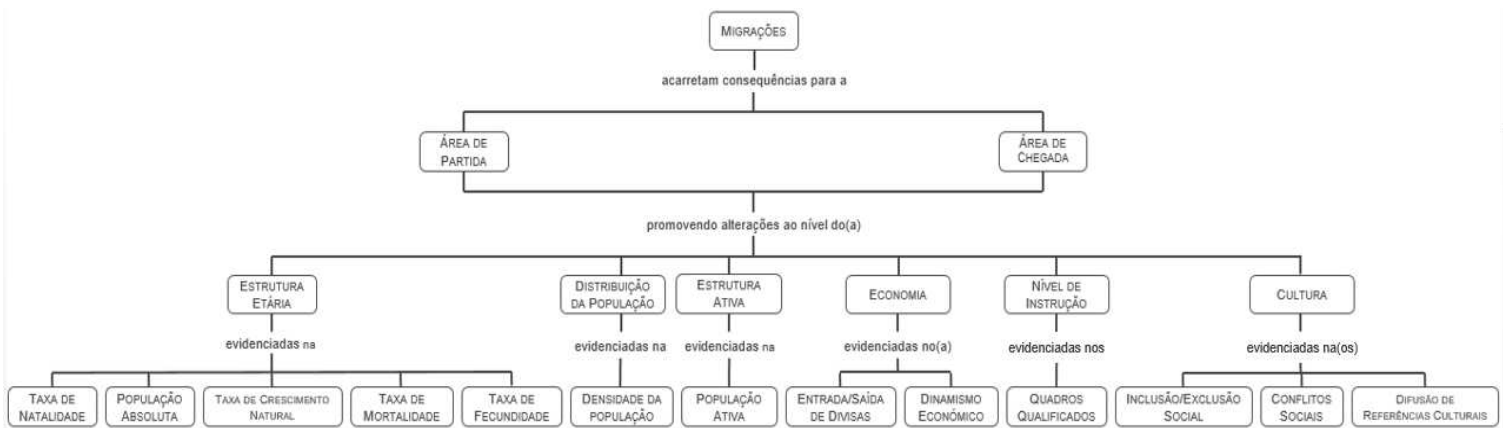 MIGRAÇÕES
acarretam consequências para a
ÁREA DE
PARTIDA
ÁREA DE
CHEGADA
promovendo alterações ao nível do(a)
ESTRUTURA
ETÁRIA
DISTRIBUIÇÃO
DA POPULAÇÃO
ESTRUTURA
ATIVA
ECONOMIA
NÍVEL DE
INSTRUÇÃO
CULTURA
evidenciadas na
evidenciadas na
evidenciadas na
evidenciadas no(a)
evidenciadas nos
evidenciadas na(os)
TAXA DE
NATALIDADE
POPULAÇÃO
ABSOLUTA
TAXA DE CRESCIMENTO
NATURAL
TAXA DE
MORTALIDADE
TAXA DE
FECUNDIDADE
DENSIDADE DA
POPULAÇÃO
POPULAÇÃO
ATIVA
ENTRADA/SAÍDA
DE DIVISAS
DINAMISMO
ECONÓMICO
QUADROS
QUALIFICADOS
INCLUSÃO/EXCLUSÃO
SOCIAL
CONFLITOS
SOCIAIS
DIFUSÃO DE
REFERÊNCIAS CULTURAIS